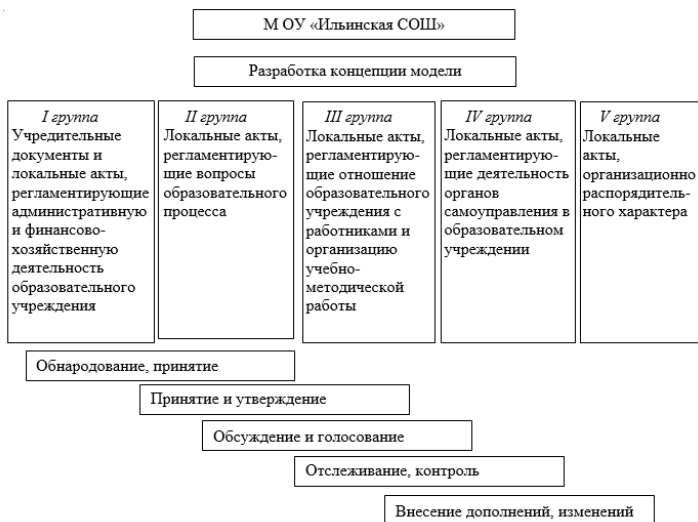 М ОУ «Ильинская СОШ»
Разработка концепции модели
I группа
Учредительные
документы и
локальные акты,
регламентирующие
административную
и финансово-
хозяйственную
деятельность
образовательного
учреждения
II группа
Локальные акты,
регламентирую-
щие вопросы
образовательного
процесса
III группа
Локальные акты,
регламентирую-
щие отношение
образовательного
учреждения с
работниками и
организацию
учебно-
методической
работы
IV группа
Локальные акты,
регламентирую-
щие деятельность
органов
самоуправления в
образовательном
учреждении
V группа
Локальные
акты,
организационно
распорядитель-
ного характера
Обнародование, принятие
Принятие и утверждение
Обсуждение и голосование
Отслеживание, контроль
Внесение дополнений, изменений